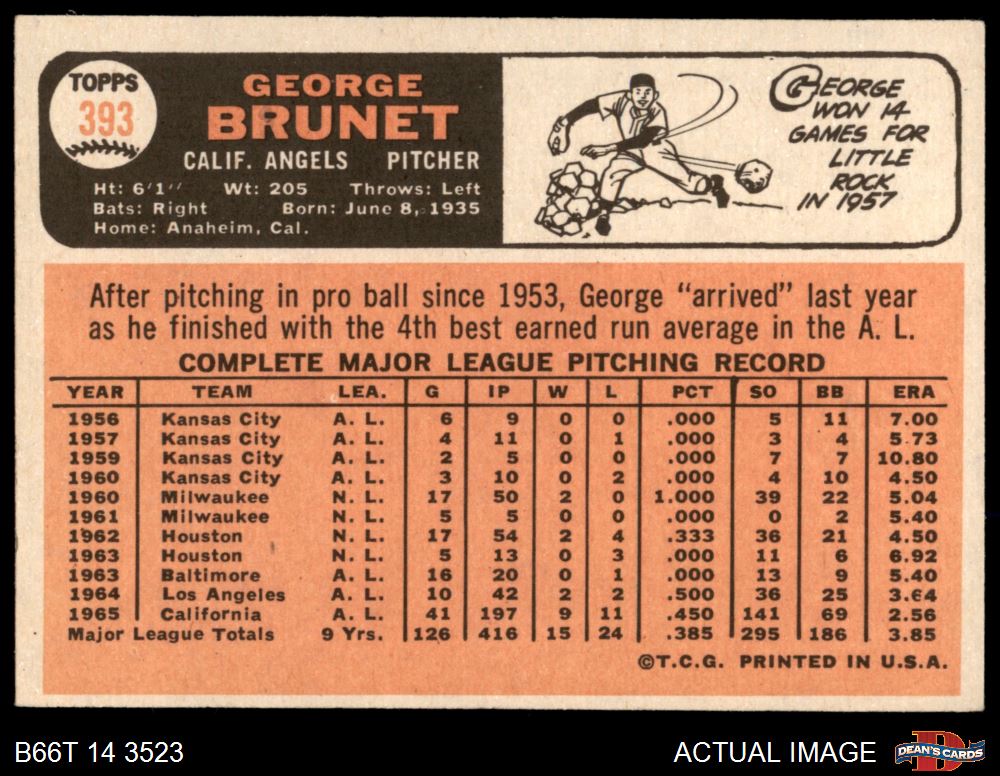 TOPPS
393
GEORGE
BRUNET
CALIF. ANGELS PITCHER
Ht: 6'1'' Wt: 205 Throws: Left
Bats: Right Born: June 8, 1935
Home: Anaheim, Cal.
GEORGE
WON 14
GAMES FOR
LITTLE
ROCK
IN 1957
After pitching in pro ball since 1953, George "arrived" last year
as he finished with the 4th best earned run average in the A. L.
COMPLETE MAJOR LEAGUE PITCHING RECORD
YEAR TEAM LEA. G IP W L PCT SO BB ERA
1956 Kansas City A. L. 6 9 0 0 .000 5 11 7.00
1957 Kansas City A. L. 4 11 0 1 .000 3 4 5.73
1959 Kansas City A. L. 2 5 0 0 .000 7 7 10.80
1960 Kansas City A. L. 3 10 0 2 .000 4 10 4.50
1960 Milwaukee N. L. 17 50 2 0 1.000 39 22 5.04
1961 Milwaukee N. L. 5 5 0 0 .000 0 2 5.40
1962 Houston N. L. 17 54 2 4 .333 36 21 4.50
1963 Houston N. L. 5 13 0 3 .000 11 6 6.92
1963 Baltimore A. L. 16 20 0 1 .000 13 9 5.40
1964 Los Angeles A. L. 10 42 2 2 .500 36 25 3.64
1965 California A. L. 41 197 9 11 .450 141 69 2.56
Major League Totals 9 Yrs. 126 416 15 24 .385 295 186 3.85
©T.C.G. PRINTED IN U.S.A.
B66T 14 3523 ACTUAL IMAGE
DEAN'S CARDS